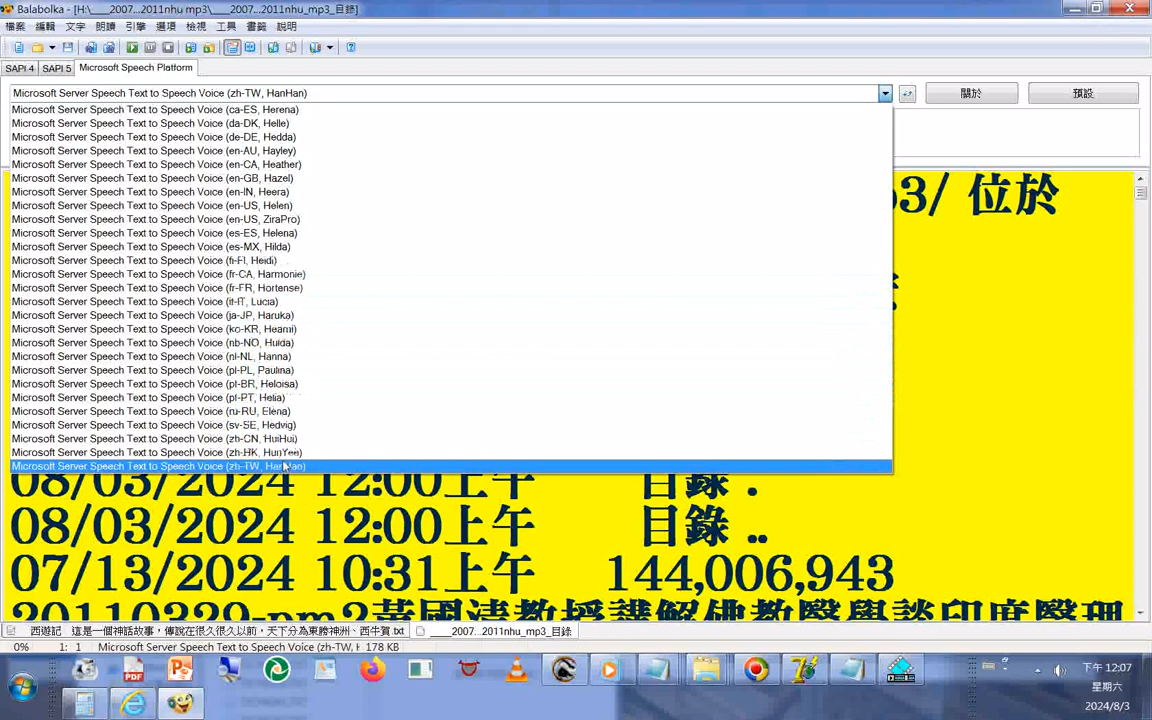 Balabolka - [H:\___2007...2011nhu mp3\___2007...2011nhu_mp3_目錄]
檔案 編輯 文字 朗讀 引擎 選項 檢視 工具 書籤 說明
SAPI 4 SAPI 5 Microsoft Speech Platform
Microsoft Server Speech Text to Speech Voice (zh-TW, HanHan) 關於 預設
Microsoft Server Speech Text to Speech Voice (ca-ES, Herena)
Microsoft Server Speech Text to Speech Voice (da-DK, Helle)
Microsoft Server Speech Text to Speech Voice (de-DE, Hedda)
Microsoft Server Speech Text to Speech Voice (en-AU, Hayley)
Microsoft Server Speech Text to Speech Voice (en-CA, Heather)
Microsoft Server Speech Text to Speech Voice (en-GB, Hazel)
Microsoft Server Speech Text to Speech Voice (en-IN, Heera)
Microsoft Server Speech Text to Speech Voice (en-US, Helen)
Microsoft Server Speech Text to Speech Voice (en-US, ZiraPro)
Microsoft Server Speech Text to Speech Voice (es-ES, Helena)
Microsoft Server Speech Text to Speech Voice (es-MX, Hilda)
Microsoft Server Speech Text to Speech Voice (fi-FI, Heidi)
Microsoft Server Speech Text to Speech Voice (fr-CA, Harmonie)
Microsoft Server Speech Text to Speech Voice (fr-FR, Hortense)
Microsoft Server Speech Text to Speech Voice (it-IT, Lucia)
Microsoft Server Speech Text to Speech Voice (ja-JP, Haruka)
Microsoft Server Speech Text to Speech Voice (ko-KR, Heami)
Microsoft Server Speech Text to Speech Voice (nb-NO, Hulda)
Microsoft Server Speech Text to Speech Voice (nl-NL, Hanna)
Microsoft Server Speech Text to Speech Voice (pl-PL, Paulina)
Microsoft Server Speech Text to Speech Voice (pt-BR, Heloisa)
Microsoft Server Speech Text to Speech Voice (pt-PT, Helia)
Microsoft Server Speech Text to Speech Voice (ru-RU, Elena)
Microsoft Server Speech Text to Speech Voice (sv-SE, Hedvig)
Microsoft Server Speech Text to Speech Voice (zh-CN, HuiHui)
Microsoft Server Speech Text to Speech Voice (zh-HK, HunYee)
Microsoft Server Speech Text to Speech Voice (zh-TW, HanHan)
p3/ 位於
08/03/2024 12:00上午 目錄 .
08/03/2024 12:00上午 目錄 ..
07/13/2024 10:31上午 144,006,943
20110329-pm2黃國清教授講解佛教醫學談印度醫理
西遊記 這是一個神話故事，傳說在很久很久以前，天下分為東勝神洲、西牛賀.txt ___2007...2011nhu_mp3_目錄
0% 1: 1 Microsoft Server Speech Text to Speech Voice (zh-TW, H 178 KB
PDF
下午 12:07
星期六
2024/8/3